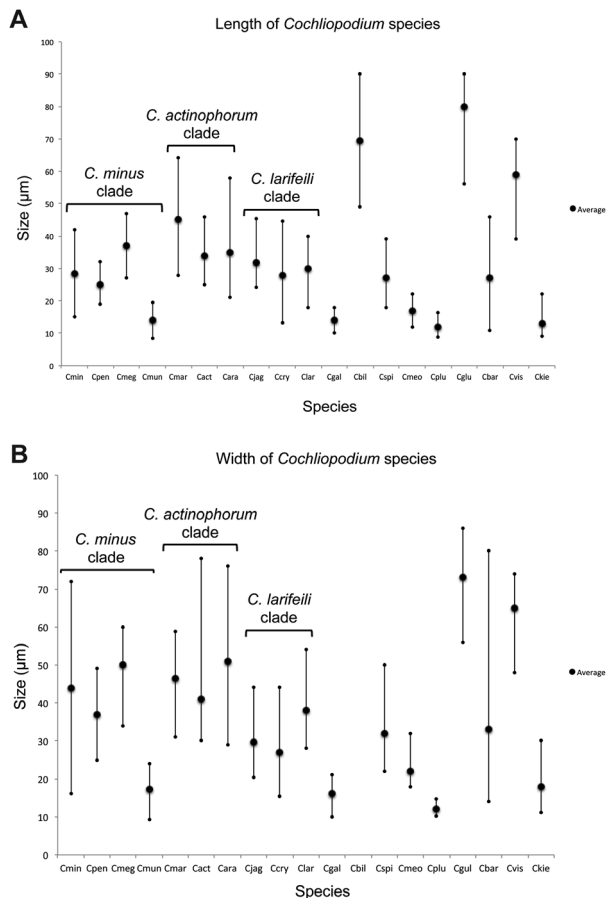 A
Length of Cochliopodium species
100
90
80
70
60
50
40
30
20
10
0
Size (µm)
C. minus
clade
C. actinophorum
clade
C. larifeili
clade
Average
Cmin Cpen Cmeg Cmun Cmar Cact Cara Cjag Ccry Clar Cgal Cbil Cspi Cmeo Cplu Cglu Cbar Cvis Ckie
Species
B
Width of Cochliopodium species
100
90
80
70
60
50
40
30
20
10
0
Size (µm)
C. minus
clade
C. actinophorum
clade
C. larifeili
clade
Average
Cmin Cpen Cmeg Cmun Cmar Cact Cara Cjag Ccry Clar Cgal Cbil Cspi Cmeo Cplu Cgul Cbar Cvis Ckie
Species